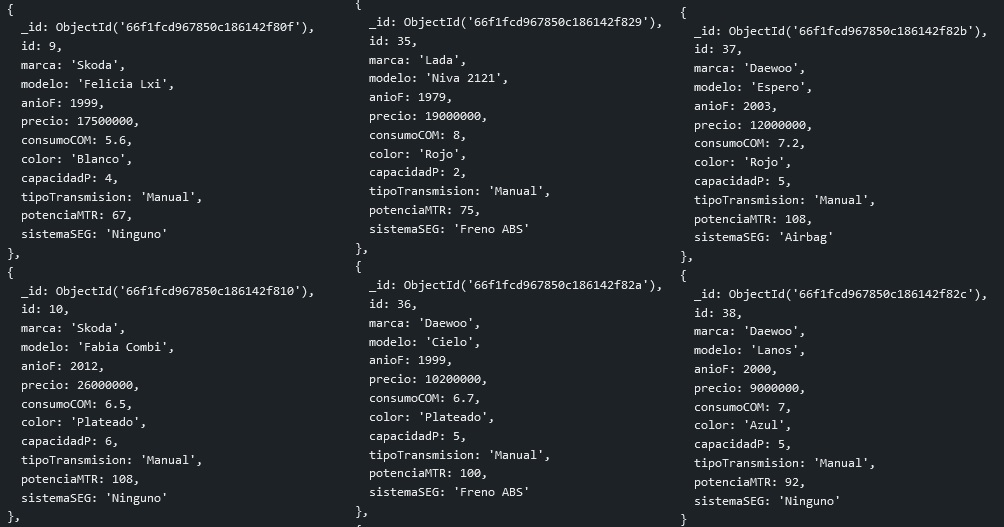 {
_id: ObjectId('66f1fcd967850c186142f80f'),
id: 9,
marca: 'Skoda',
modelo: 'Felicia Lxi',
anioF: 1999,
precio: 17500000,
consumoCOM: 5.6,
color: 'Blanco',
capacidadP: 4,
tipoTransmision: 'Manual',
potenciaMTR: 67,
sistemaSEG: 'Ninguno'
},
{
_id: ObjectId('66f1fcd967850c186142f810'),
id: 10,
marca: 'Skoda',
modelo: 'Fabia Combi',
anioF: 2012,
precio: 26000000,
consumoCOM: 6.5,
color: 'Plateado',
capacidadP: 6,
tipoTransmision: 'Manual',
potenciaMTR: 108,
sistemaSEG: 'Ninguno'
},
{
_id: ObjectId('66f1fcd967850c186142f829'),
id: 35,
marca: 'Lada',
modelo: 'Niva 2121',
anioF: 1979,
precio: 19000000,
consumoCOM: 8,
color: 'Rojo',
capacidadP: 2,
tipoTransmision: 'Manual',
potenciaMTR: 75,
sistemaSEG: 'Freno ABS'
},
{
_id: ObjectId('66f1fcd967850c186142f82a'),
id: 36,
marca: 'Daewoo',
modelo: 'Cielo',
anioF: 1999,
precio: 10200000,
consumoCOM: 6.7,
color: 'Plateado',
capacidadP: 5,
tipoTransmision: 'Manual',
potenciaMTR: 100,
sistemaSEG: 'Freno ABS'
},
{
_id: ObjectId('66f1fcd967850c186142f82b'),
id: 37,
marca: 'Daewoo',
modelo: 'Espero',
anioF: 2003,
precio: 12000000,
consumoCOM: 7.2,
color: 'Rojo',
capacidadP: 5,
tipoTransmision: 'Manual',
potenciaMTR: 108,
sistemaSEG: 'Airbag'
},
{
_id: ObjectId('66f1fcd967850c186142f82c'),
id: 38,
marca: 'Daewoo',
modelo: 'Lanos',
anioF: 2000,
precio: 9000000,
consumoCOM: 7,
color: 'Azul',
capacidadP: 5,
tipoTransmision: 'Manual',
potenciaMTR: 92,
sistemaSEG: 'Ninguno'
}